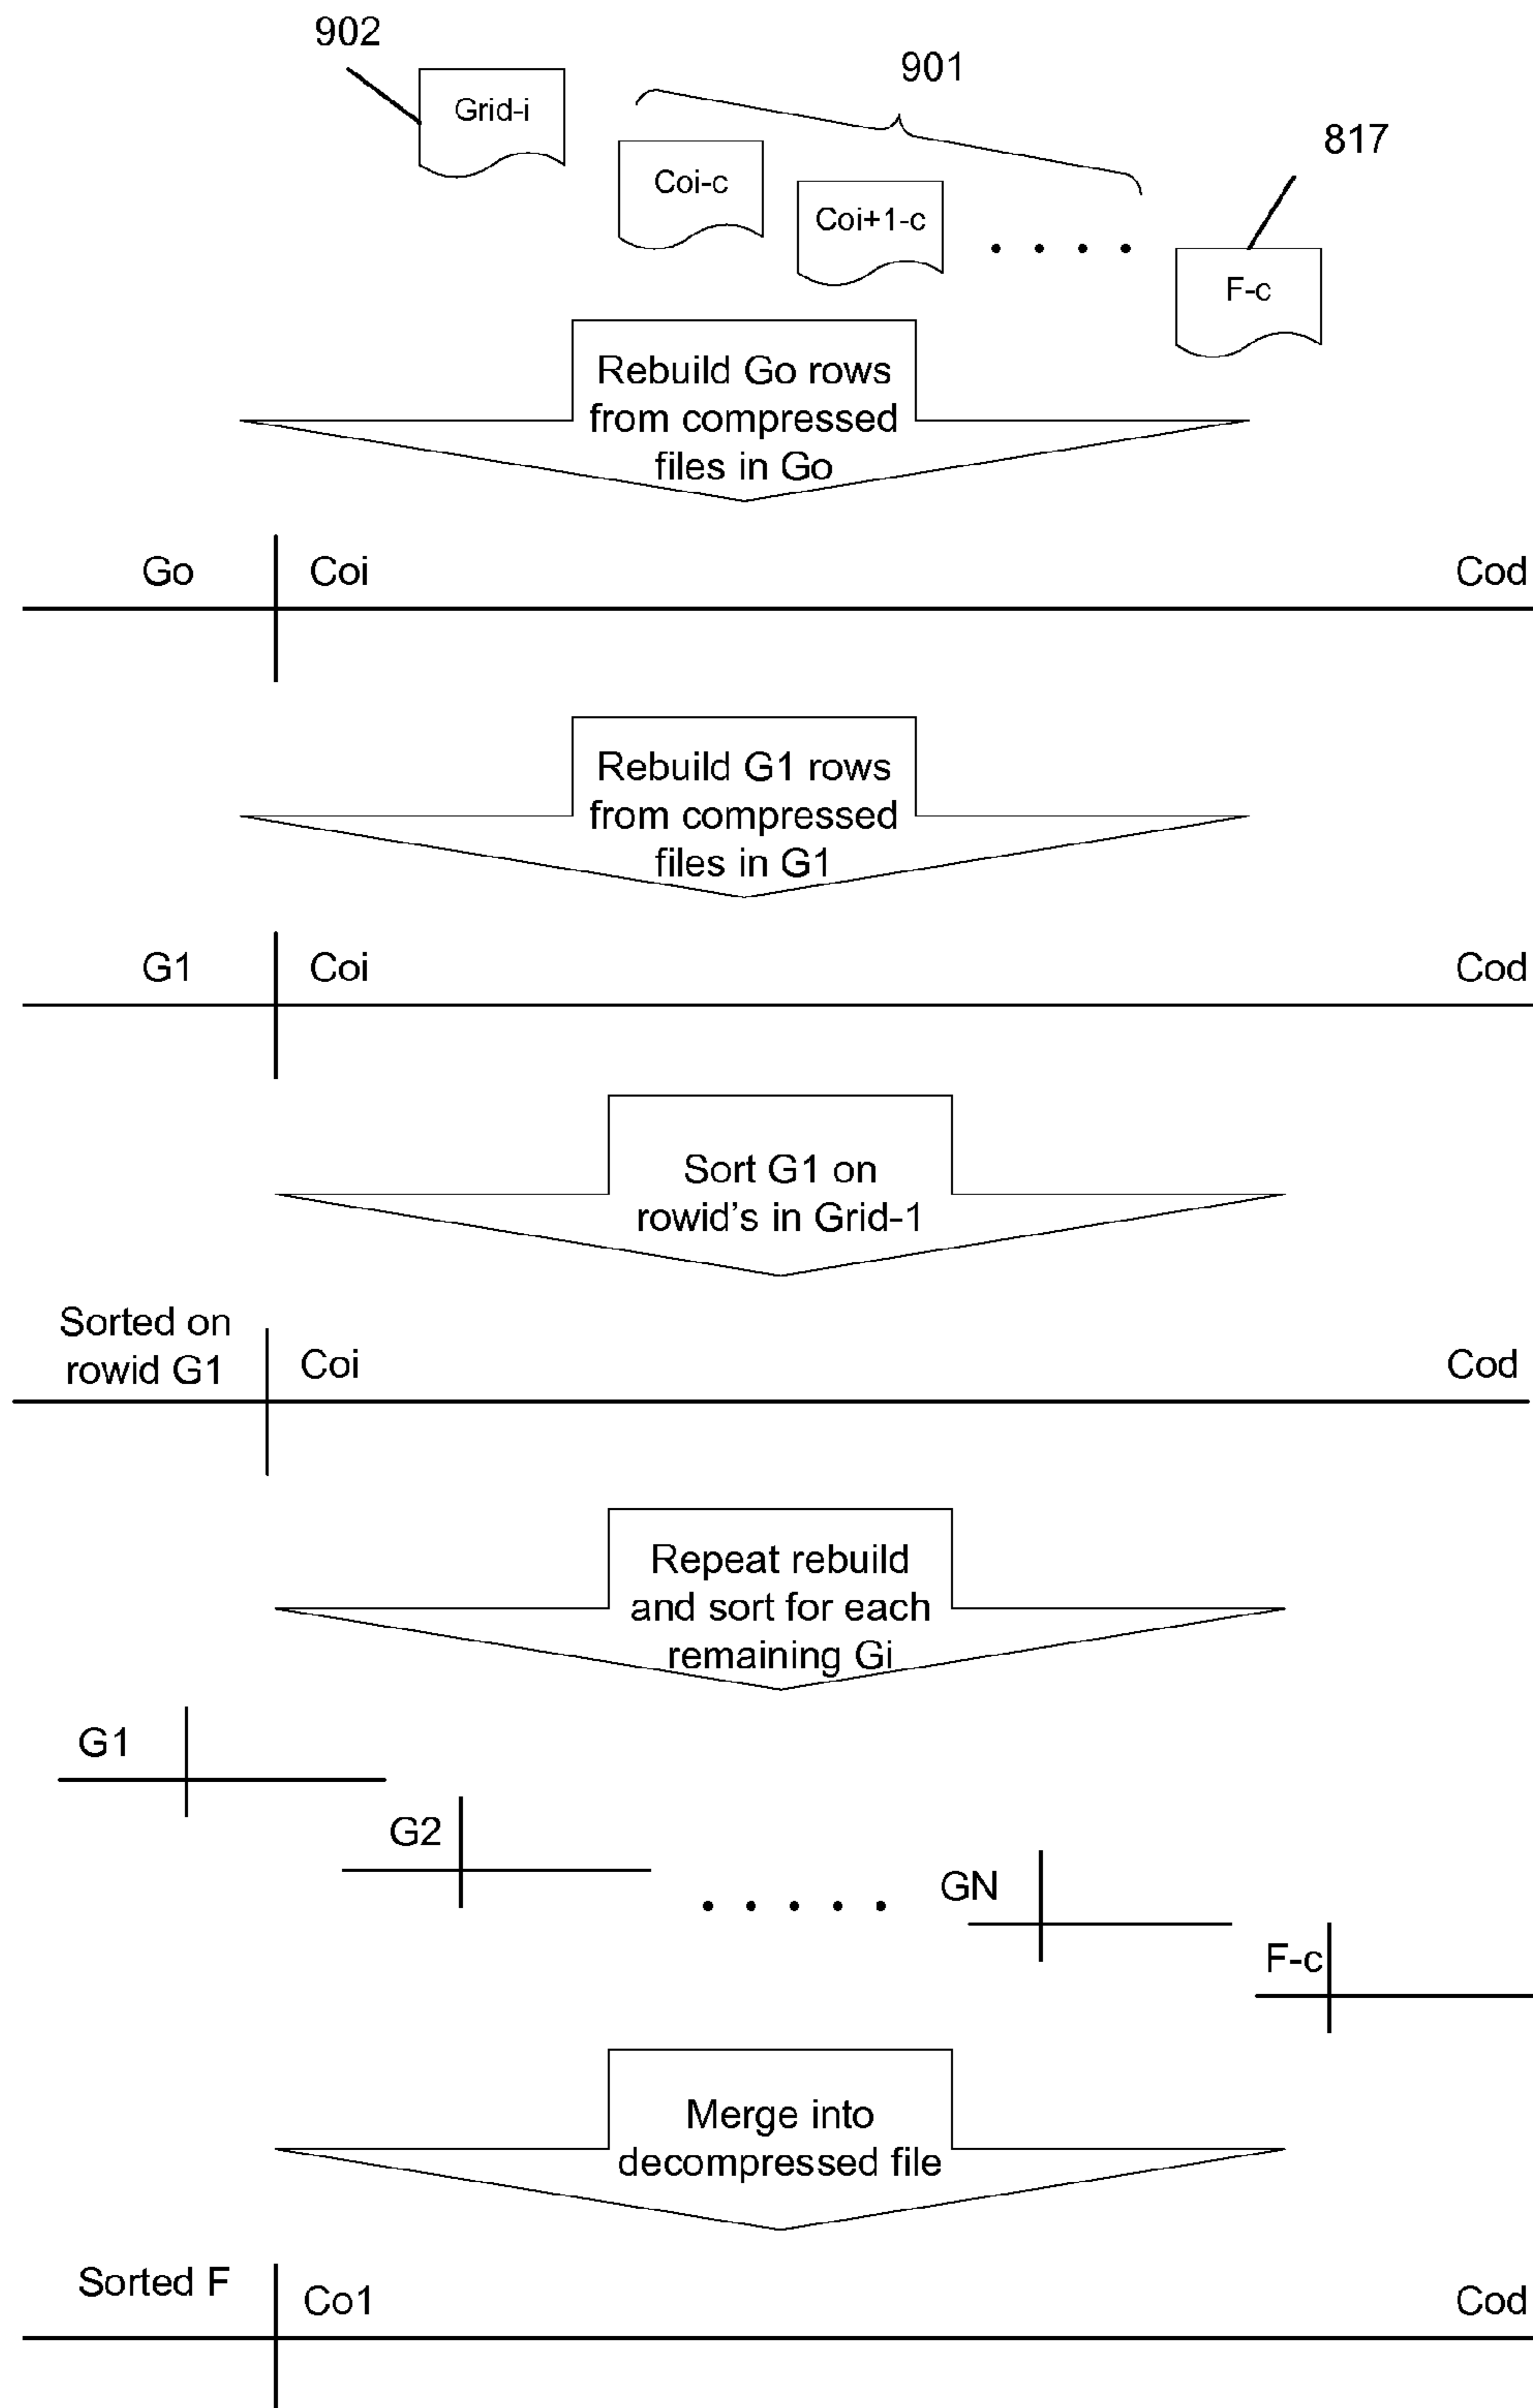 902
901
Grid-i
817
Coi-c
Coi+1-c
F-c
Rebuild Go rows
from compressed
files in Go
Go
Coi
Cod
Rebuild G1 rows
from compressed
files in G1
G1
Coi
Cod
Sort G1 on
rowid's in Grid-1
Sorted on
rowid G1
Coi
Cod
Repeat rebuild
and sort for each
remaining Gi
G1
G2
GN
F-c
Merge into
decompressed file
Sorted F
Co1
Cod